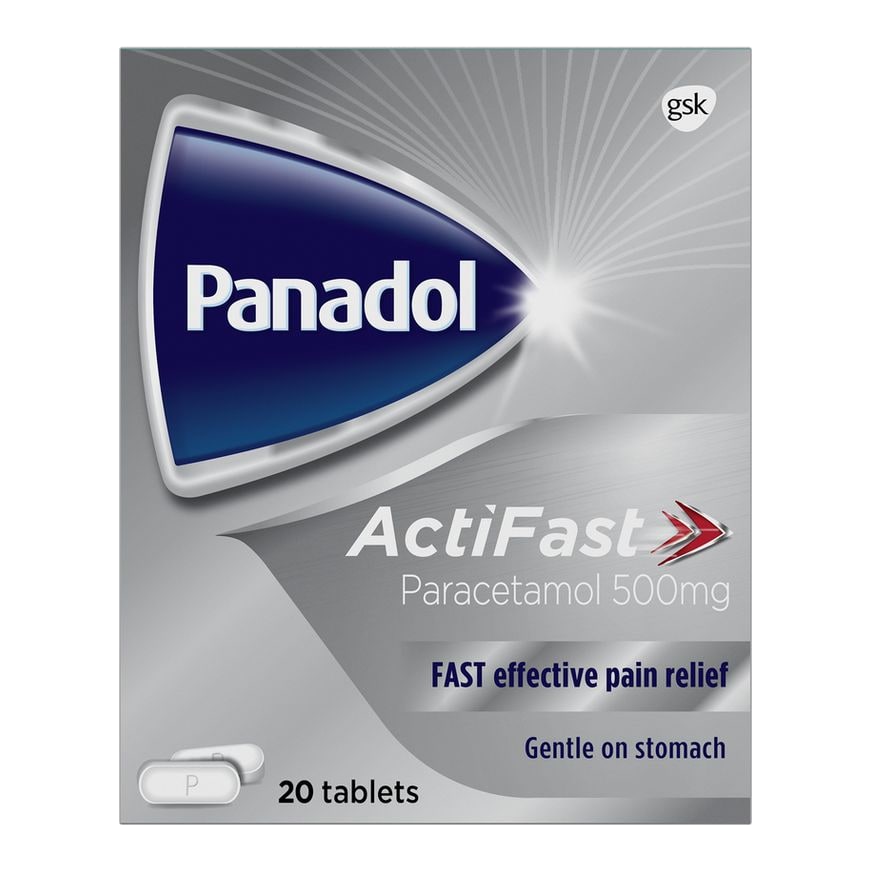 gsk
Panadol
ActiFast
Paracetamol 500mg
FAST effective pain relief
Gentle on stomach
P
20 tablets